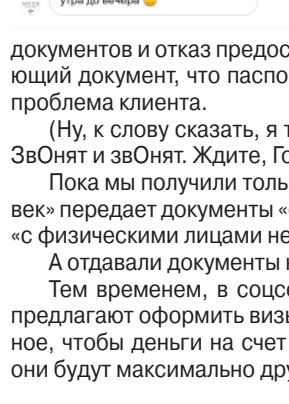 утра до вечера
документов и отказ предос
ющий документ, что паспо
проблема клиента.
(Ну, к слову сказать, я т
ЗвОнят и звОнят. Ждите, Го
Пока мы получили толь
век» передает документы «
«с физическими лицами не
А отдавали документы
Тем временем, в соцс
предлагают оформить визы
ное, чтобы деньги на счет
они будут максимально дру